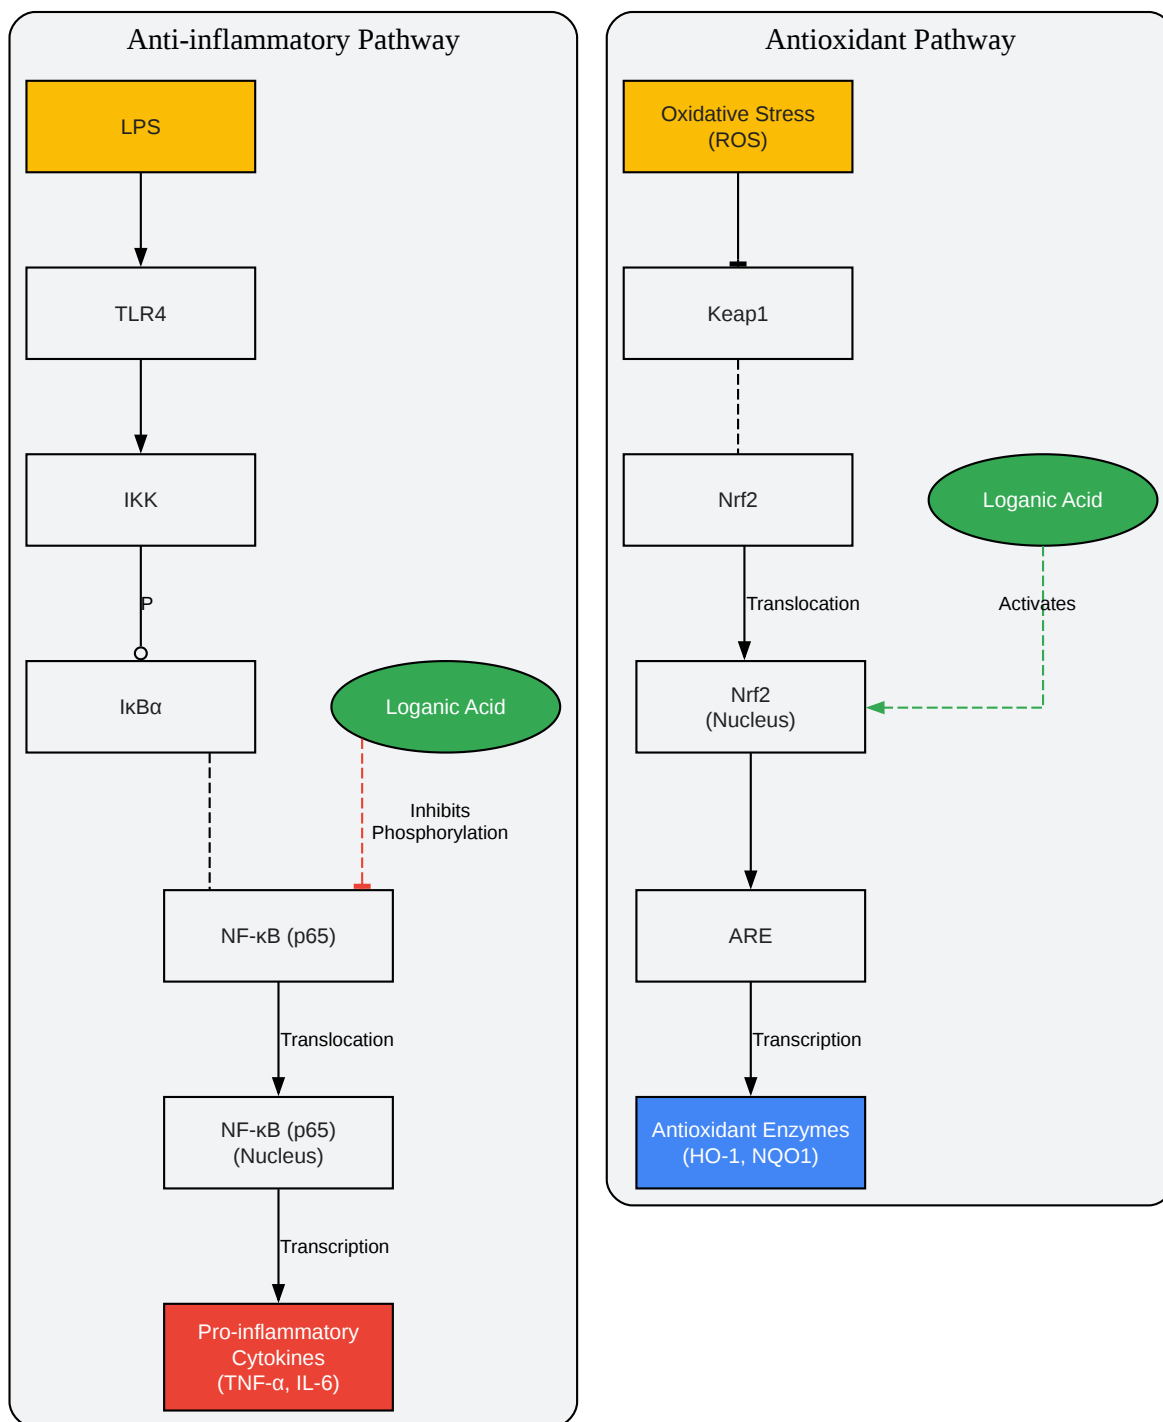 Anti-inflammatory Pathway
LPS
TLR4
IKK
P
IκBα
Loganic Acid
Inhibits
Phosphorylation
NF-κB (p65)
Translocation
NF-κB (p65)
(Nucleus)
Transcription
Pro-inflammatory
Cytokines
(TNF-α, IL-6)
Antioxidant Pathway
Oxidative Stress
(ROS)
Keap1
Nrf2
Loganic Acid
Translocation
Activates
Nrf2
(Nucleus)
ARE
Transcription
Antioxidant Enzymes
(HO-1, NQO1)